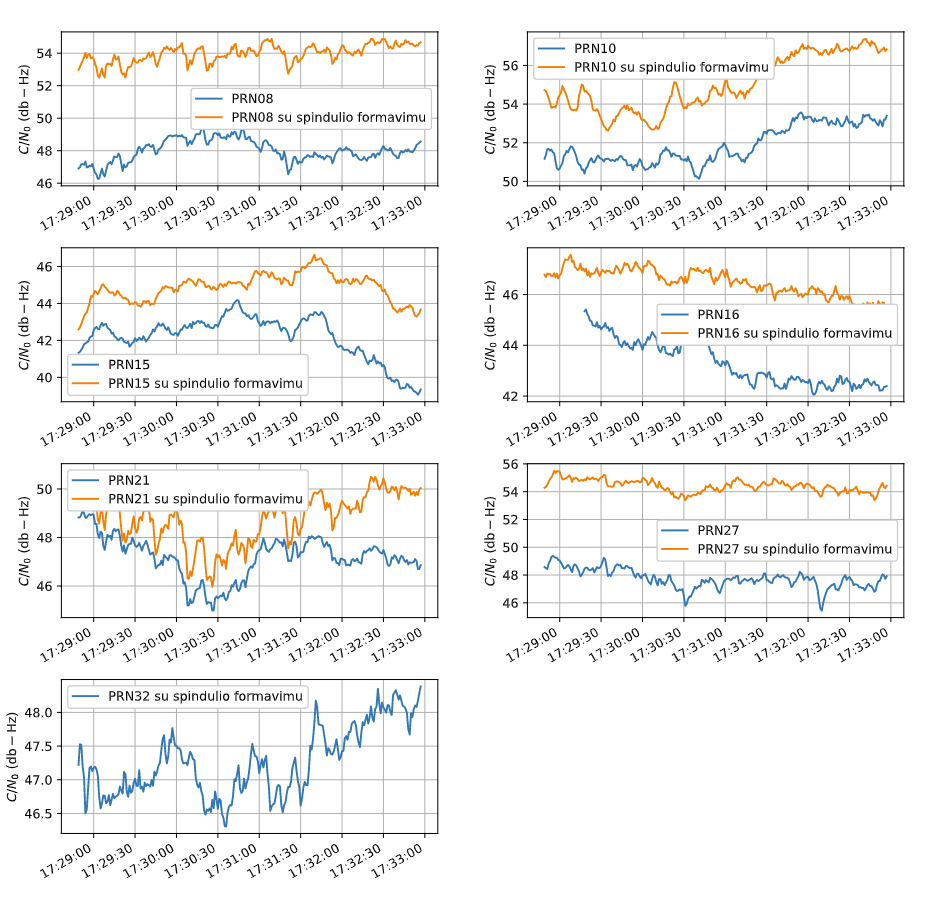 C/N₀ (db − Hz)
54
52
50
48
46
PRN08
PRN08 su spindulio formavimu
17:29:00 17:29:30 17:30:00 17:30:30 17:31:00 17:31:30 17:32:00 17:32:30 17:33:00
C/N₀ (db − Hz)
56
54
52
50
PRN10
PRN10 su spindulio formavimu
17:29:00 17:29:30 17:30:00 17:30:30 17:31:00 17:31:30 17:32:00 17:32:30 17:33:00
C/N₀ (db − Hz)
46
44
42
40
PRN15
PRN15 su spindulio formavimu
17:29:00 17:29:30 17:30:00 17:30:30 17:31:00 17:31:30 17:32:00 17:32:30 17:33:00
C/N₀ (db − Hz)
46
44
42
PRN16
PRN16 su spindulio formavimu
17:29:00 17:29:30 17:30:00 17:30:30 17:31:00 17:31:30 17:32:00 17:32:30 17:33:00
C/N₀ (db − Hz)
50
48
46
PRN21
PRN21 su spindulio formavimu
17:29:00 17:29:30 17:30:00 17:30:30 17:31:00 17:31:30 17:32:00 17:32:30 17:33:00
C/N₀ (db − Hz)
56
54
52
50
48
46
PRN27
PRN27 su spindulio formavimu
17:29:00 17:29:30 17:30:00 17:30:30 17:31:00 17:31:30 17:32:00 17:32:30 17:33:00
C/N₀ (db − Hz)
48.0
47.5
47.0
46.5
PRN32 su spindulio formavimu
17:29:00 17:29:30 17:30:00 17:30:30 17:31:00 17:31:30 17:32:00 17:32:30 17:33:00